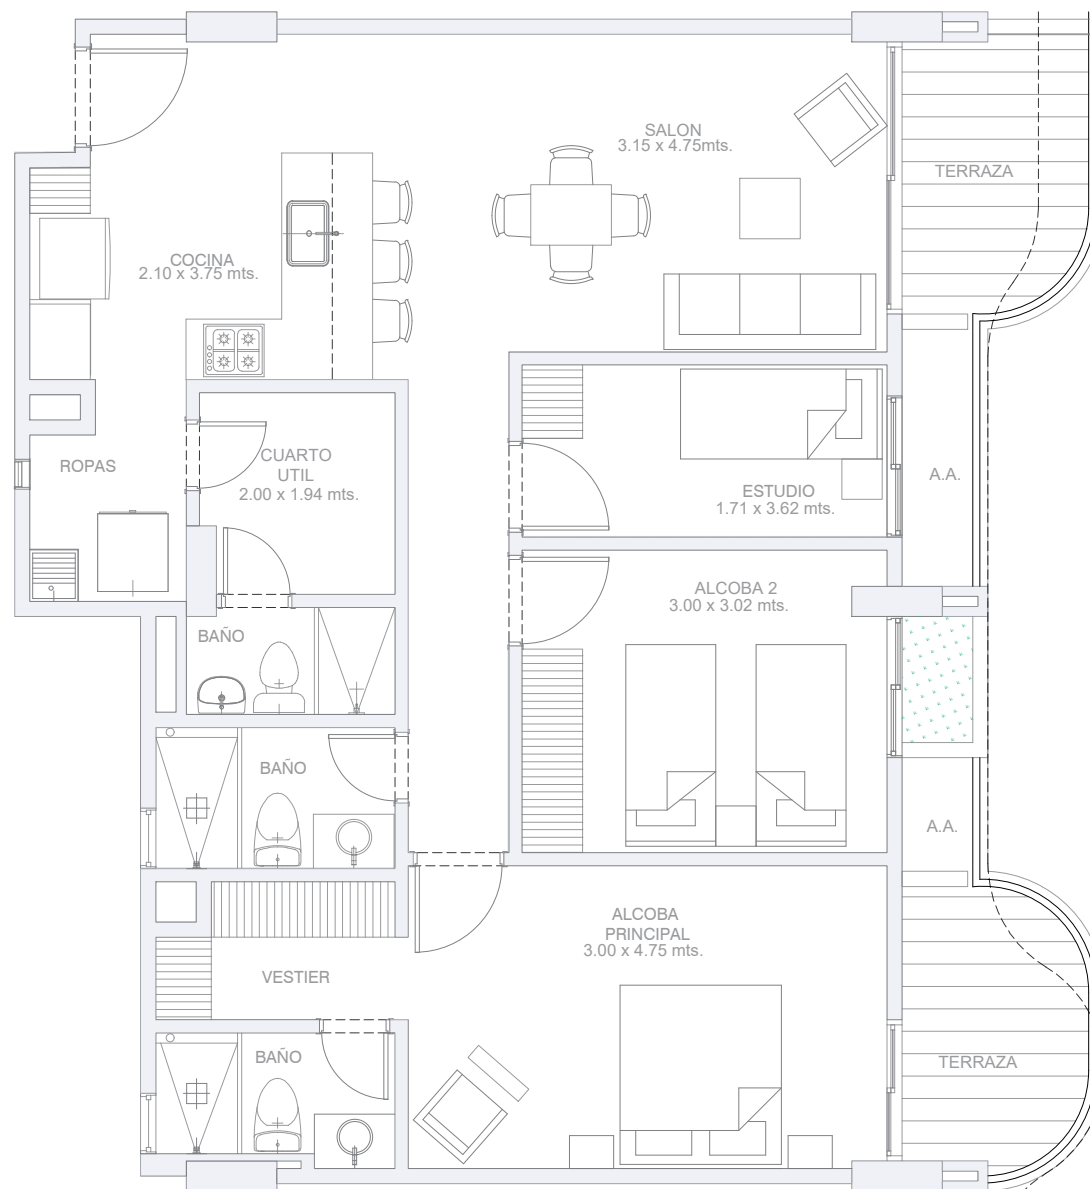 SALON
3.15 x 4.75mts.
TERRAZA
COCINA
2.10 x 3.75 mts.
ROPAS
CUARTO
UTIL
2.00 x 1.94 mts.
ESTUDIO
1.71 x 3.62 mts.
A.A.
ALCOBA 2
3.00 x 3.02 mts.
BAÑO
BAÑO
A.A.
ALCOBA
PRINCIPAL
3.00 x 4.75 mts.
VESTIER
BAÑO
TERRAZA